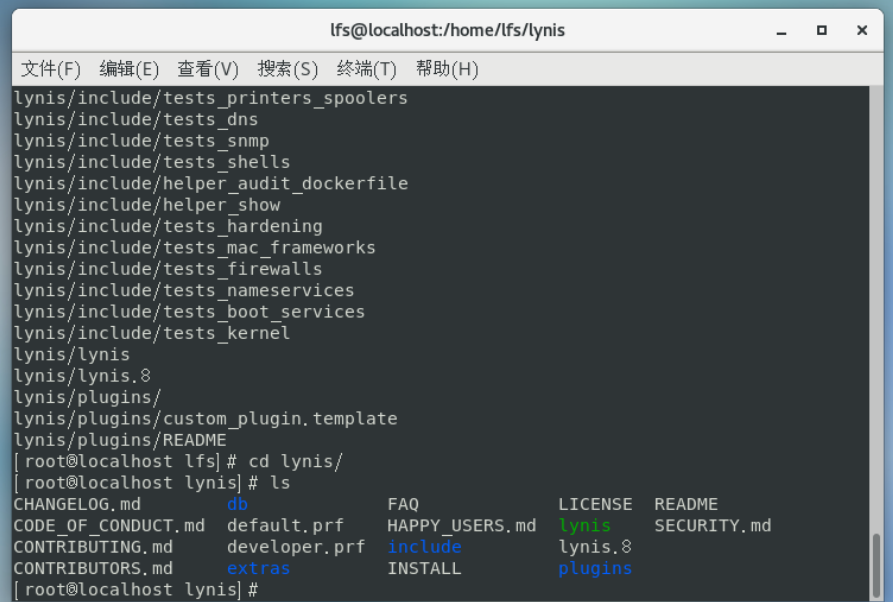 lfs@localhost:/home/lfs/lynis
文件(F) 编辑(E) 查看(V) 搜索(S) 终端(T) 帮助(H)
lynis/include/tests_printers_spoolers
lynis/include/tests_dns
lynis/include/tests_snmp
lynis/include/tests_shells
lynis/include/helper_audit_dockerfile
lynis/include/helper_show
lynis/include/tests_hardening
lynis/include/tests_mac_frameworks
lynis/include/tests_firewalls
lynis/include/tests_nameservices
lynis/include/tests_boot_services
lynis/include/tests_kernel
lynis/lynis
lynis/lynis.8
lynis/plugins/
lynis/plugins/custom_plugin.template
lynis/plugins/README
[root@localhost lfs]# cd lynis/
[root@localhost lynis]# ls
CHANGELOG.md db FAQ LICENSE README
CODE_OF_CONDUCT.md default.prf HAPPY_USERS.md lynis SECURITY.md
CONTRIBUTING.md developer.prf include lynis.8
CONTRIBUTORS.md extras INSTALL plugins
[root@localhost lynis]#